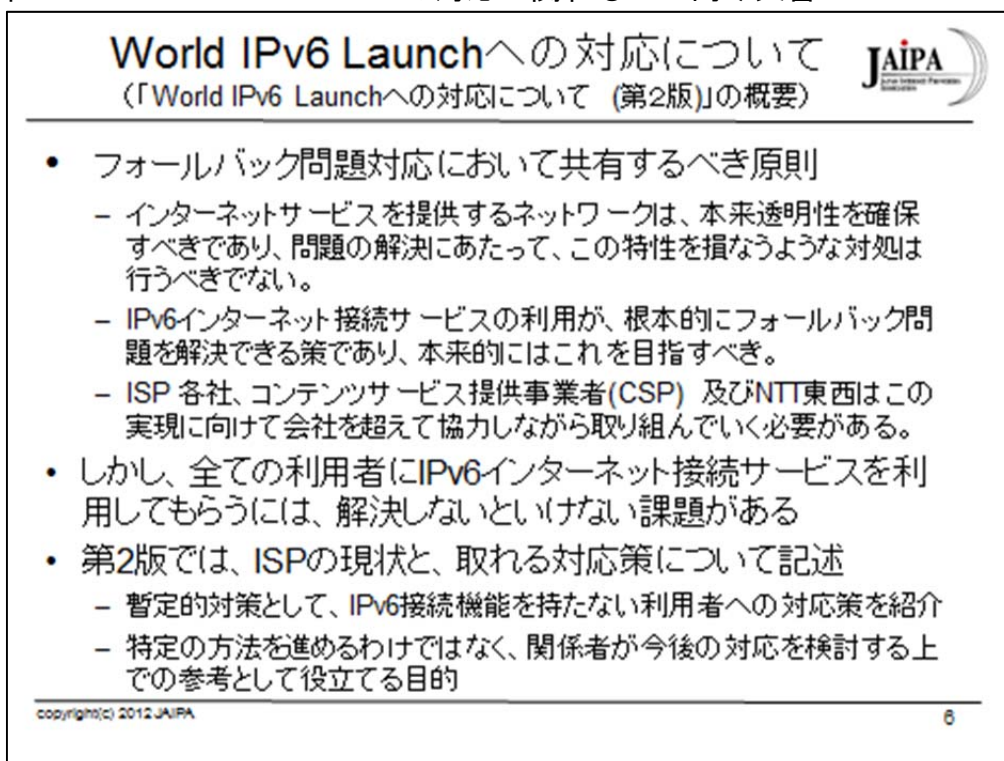 World IPv6 Launchへの対応について
JAIPA
(「World IPv6 Launchへの対応について (第2版)」の概要)
• フォールバック問題対応において共有するべき原則
– インターネットサービスを提供するネットワークは、本来透明性を確保
すべきであり、問題の解決にあたって、この特性を損なうような対処は
行うべきでない。
– IPv6インターネット接続サービスの利用が、根本的にフォールバック問
題を解決できる策であり、本来的にはこれを目指すべき。
– ISP 各社、コンテンツサービス提供事業者(CSP) 及びNTT東西はこの
実現に向けて会社を超えて協力しながら取り組んでいく必要がある。
• しかし、全ての利用者にIPv6インターネット接続サービスを利
用してもらうには、解決しないといけない課題がある
• 第2版では、ISPの現状と、取れる対応策について記述
– 暫定的対策として、IPv6接続機能を持たない利用者への対応策を紹介
– 特定の方法を進めるわけではなく、関係者が今後の対応を検討する上
での参考として役立てる目的
copyright(c) 2012 JAIPA
6